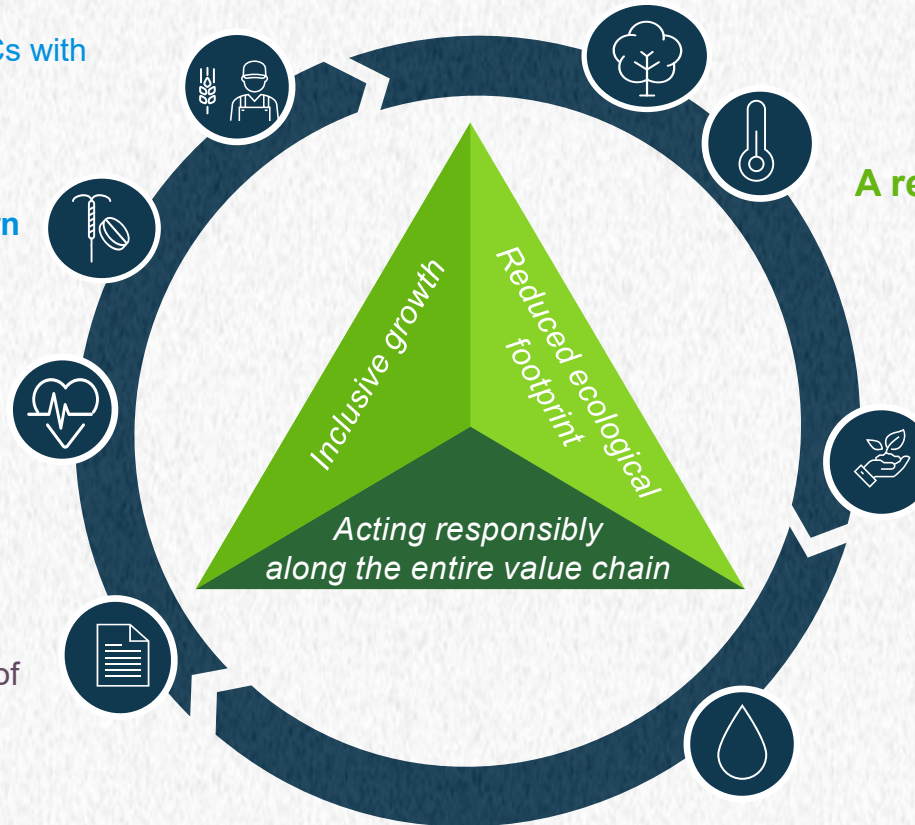 Cs with
A re
n
Inclusive growth
Reduced ecological
footprint
Acting responsibly
along the entire value chain
of